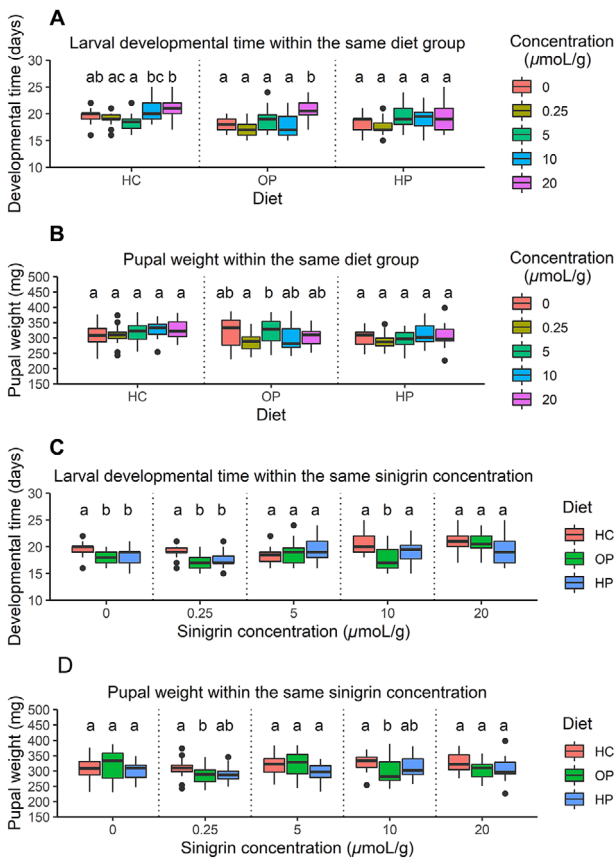 A
Larval developmental time within the same diet group
Developmental time (days)
30
25
20
15
10
ab ac a bc b
a a a a b
a a a a a
HC OP HP
Diet
Concentration
(µmoL/g)
0
0.25
5
10
20
B
Pupal weight within the same diet group
Pupal weight (mg)
500
450
400
350
300
250
200
150
a a a a a
ab a b ab ab
a a a a a
HC OP HP
Diet
Concentration
(µmoL/g)
0
0.25
5
10
20
C
Larval developmental time within the same sinigrin concentration
Developmental time (days)
30
25
20
15
10
a b b
a b b
a a a
a b a
a a a
0 0.25 5 10 20
Sinigrin concentration (µmoL/g)
Diet
HC
OP
HP
D
Pupal weight within the same sinigrin concentration
Pupal weight (mg)
500
450
400
350
300
250
200
150
a a a
a b ab
a a a
a b ab
a a a
0 0.25 5 10 20
Sinigrin concentration (µmoL/g)
Diet
HC
OP
HP